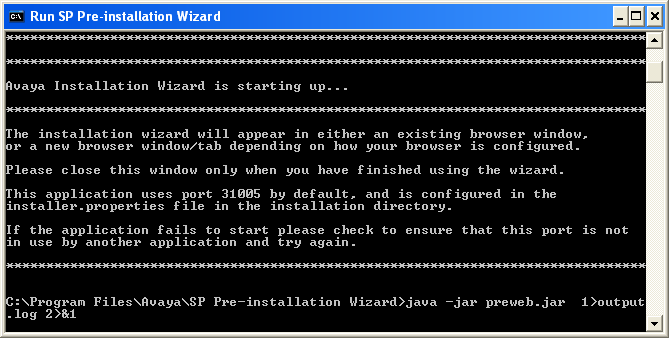 Run SP Pre-installation Wizard
*******************************************************************************
*******************************************************************************
Avaya Installation Wizard is starting up...
*******************************************************************************
The installation wizard will appear in either an existing browser window,
or a new browser window/tab depending on how your browser is configured.
Please close this window only when you have finished using the wizard.
This application uses port 31005 by default, and is configured in the
installer.properties file in the installation directory.
If the application fails to start please check to ensure that this port is not
in use by another application and try again.
*******************************************************************************
C:\Program Files\Avaya\SP Pre-installation Wizard>java -jar preweb.jar  1>output
.log 2>&1